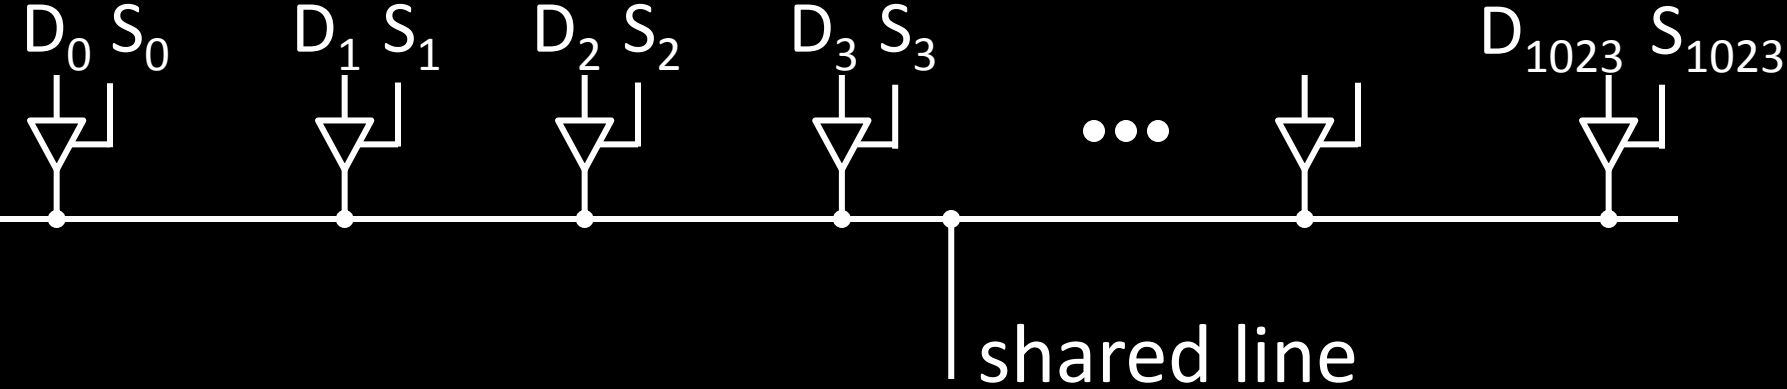 D₀ S₀ D₁ S₁ D₂ S₂ D₃ S₃ D₁₀₂₃ S₁₀₂₃
shared line